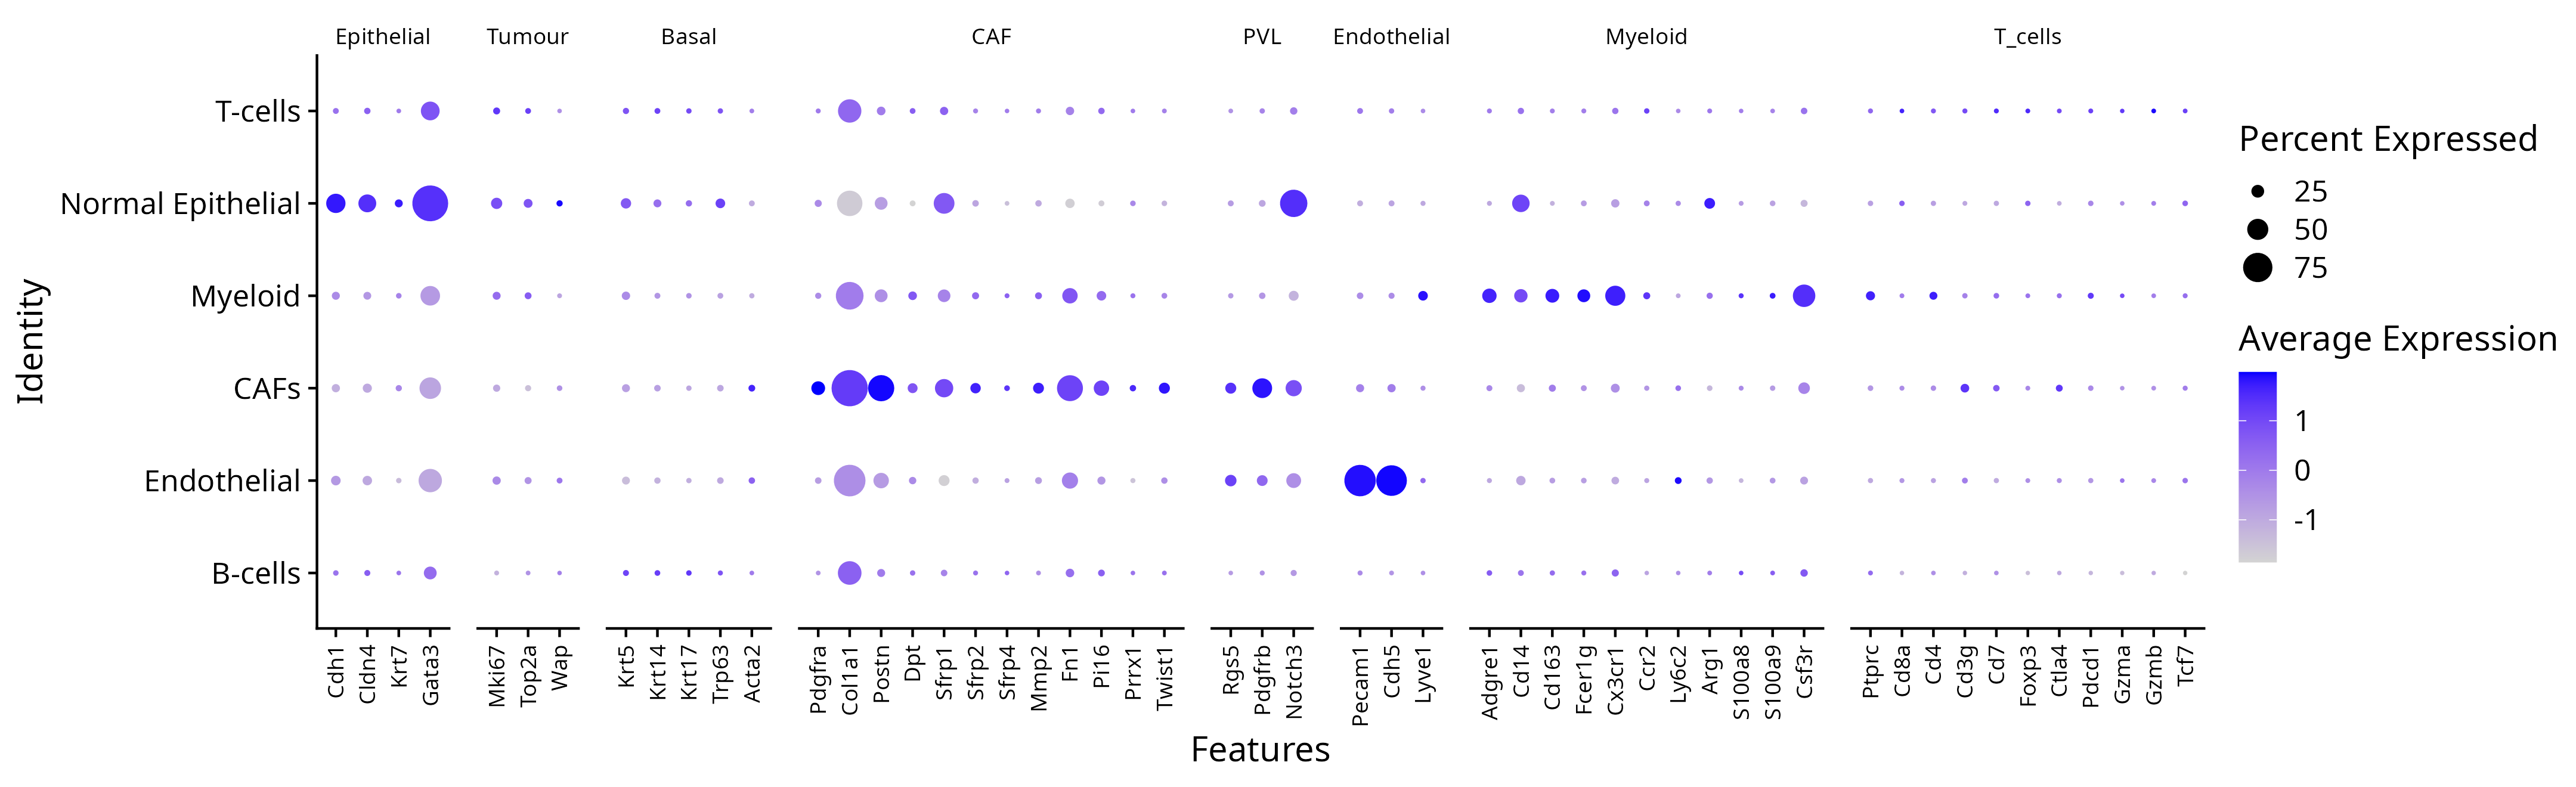 Epithelial Tumour Basal CAF PVL Endothelial Myeloid T_cells
T-cells
Normal Epithelial
Myeloid
CAFs
Endothelial
B-cells
Identity
Cdh1 Cldn4 Krt7 Gata3 Mki67 Top2a Wap Krt5 Krt14 Krt17 Trp63 Acta2 Pdgfra Col1a1 Postn Dpt Sfrp1 Sfrp2 Sfrp4 Mmp2 Fn1 Pi16 Prrx1 Twist1 Rgs5 Pdgfrb Notch3 Pecam1 Cdh5 Lyve1 Adgre1 Cd14 Cd163 Fcer1g Cx3cr1 Ccr2 Ly6c2 Arg1 S100a8 S100a9 Csf3r Ptprc Cd8a Cd4 Cd3g Cd7 Foxp3 Ctla4 Pdcd1 Gzma Gzmb Tcf7
Features
Percent Expressed
25
50
75
Average Expression
1
0
-1